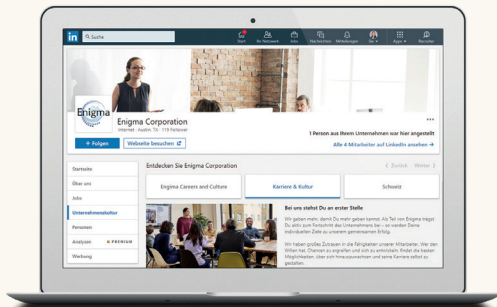 in
Suche
Start
Ihr Netzwerk
Jobs
Nachrichten
Mitteilungen
Sie
Apps
Recruiter
Enigma
Enigma Corporation
Internet · Austin, TX · 119 Follower
1 Person aus Ihrem Unternehmen war hier angestellt
+ Folgen
Webseite besuchen
Alle 4 Mitarbeiter auf LinkedIn ansehen →
Startseite
Über uns
Jobs
Unternehmenskultur
Personen
Analysen
PREMIUM
Werbung
Entdecken Sie Enigma Corporation
Zurück
Weiter
Engima Careers and Culture
Karriere & Kultur
Schweiz
Bei uns stehst Du an erster Stelle
Wir geben mehr, damit Du mehr geben kannst. Als Teil von Enigma trägst
Du aktiv zum Fortschritt des Unternehmens bei – so werden Deine
individuellen Ziele zu unserem gemeinsamen Erfolg.
Wir haben großes Zutrauen in die Fähigkeiten unserer Mitarbeiter. Wer den
Willen hat, Chancen zu ergreifen und sich zu entwickeln, findet die besten
Möglichkeiten, über sich hinauszuwachsen und seine Karriere selbst zu
gestalten.